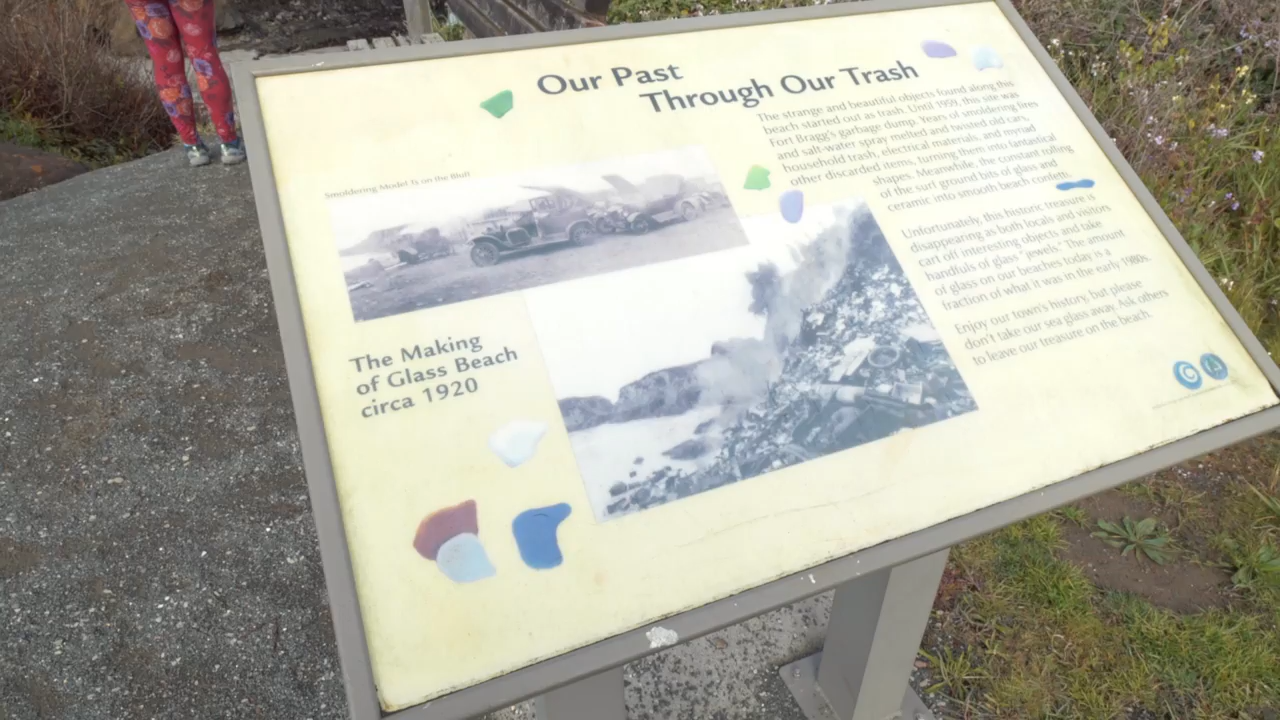 Our Past
Through Our Trash
The strange and beautiful objects found along this
beach started out as trash. Until 1959, this site was
Fort Bragg's garbage dump. Years of smoldering fires
and salt-water spray melted and twisted old cars,
household trash, electrical materials, and myriad
other discarded items, turning them into fantastical
shapes. Meanwhile, the constant rolling
of the surf ground bits of glass and
ceramic into smooth beach confetti.
Unfortunately, this historic treasure is
disappearing as both locals and visitors
cart off interesting objects and take
handfuls of glass "jewels." The amount
of glass on our beaches today is a
fraction of what it was in the early 1980s.
Enjoy our town's history, but please
don't take our sea glass away. Ask others
to leave our treasure on the beach.
Smoldering Model Ts on the Bluff
The Making
of Glass Beach
circa 1920